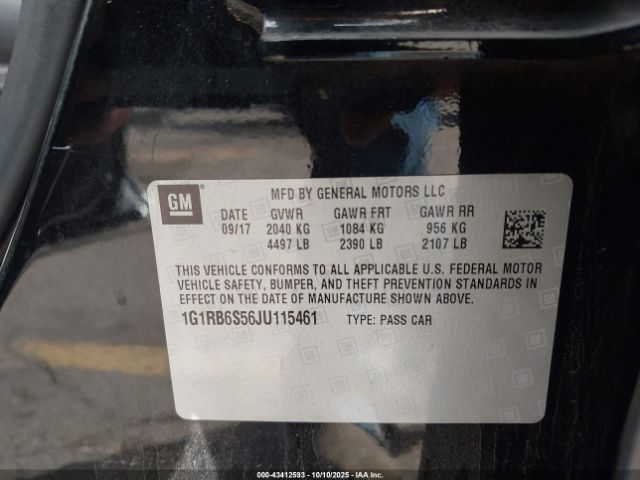 GM
MFD BY GENERAL MOTORS LLC
DATE GVWR GAWR FRT GAWR RR
09/17 2040 KG 1084 KG 956 KG
4497 LB 2390 LB 2107 LB
THIS VEHICLE CONFORMS TO ALL APPLICABLE U.S. FEDERAL MOTOR
VEHICLE SAFETY, BUMPER, AND THEFT PREVENTION STANDARDS IN
EFFECT ON THE DATE OF MANUFACTURE SHOWN ABOVE.
1G1RB6S56JU115461 TYPE: PASS CAR
000-43412593 - 10/10/2025 - IAA Inc.